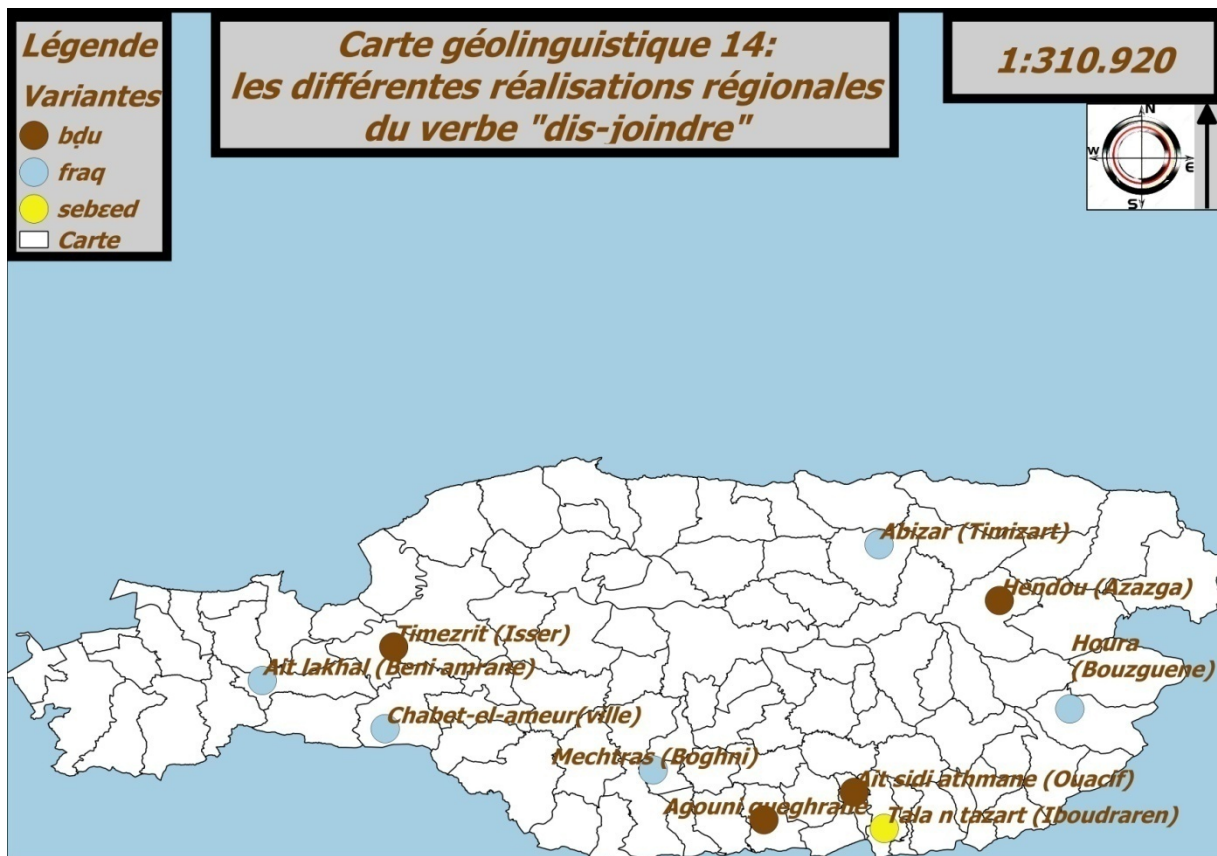 Légende
Variantes
bḍu
fraq
sebɛed
Carte
Carte géolinguistique 14:
les différentes réalisations régionales
du verbe "dis-joindre"
1:310.920
N
W
E
S
Abizar (Timizart)
Hendou (Azazga)
Timezrit (Isser)
Houra
(Bouzguene)
Ait lakhal (Beni amrane)
Chabet-el-ameur(ville)
Mechtras (Boghni)
Ait sidi athmane (Ouacif)
Agouni gueghrane
Tala n tazart (Iboudraren)